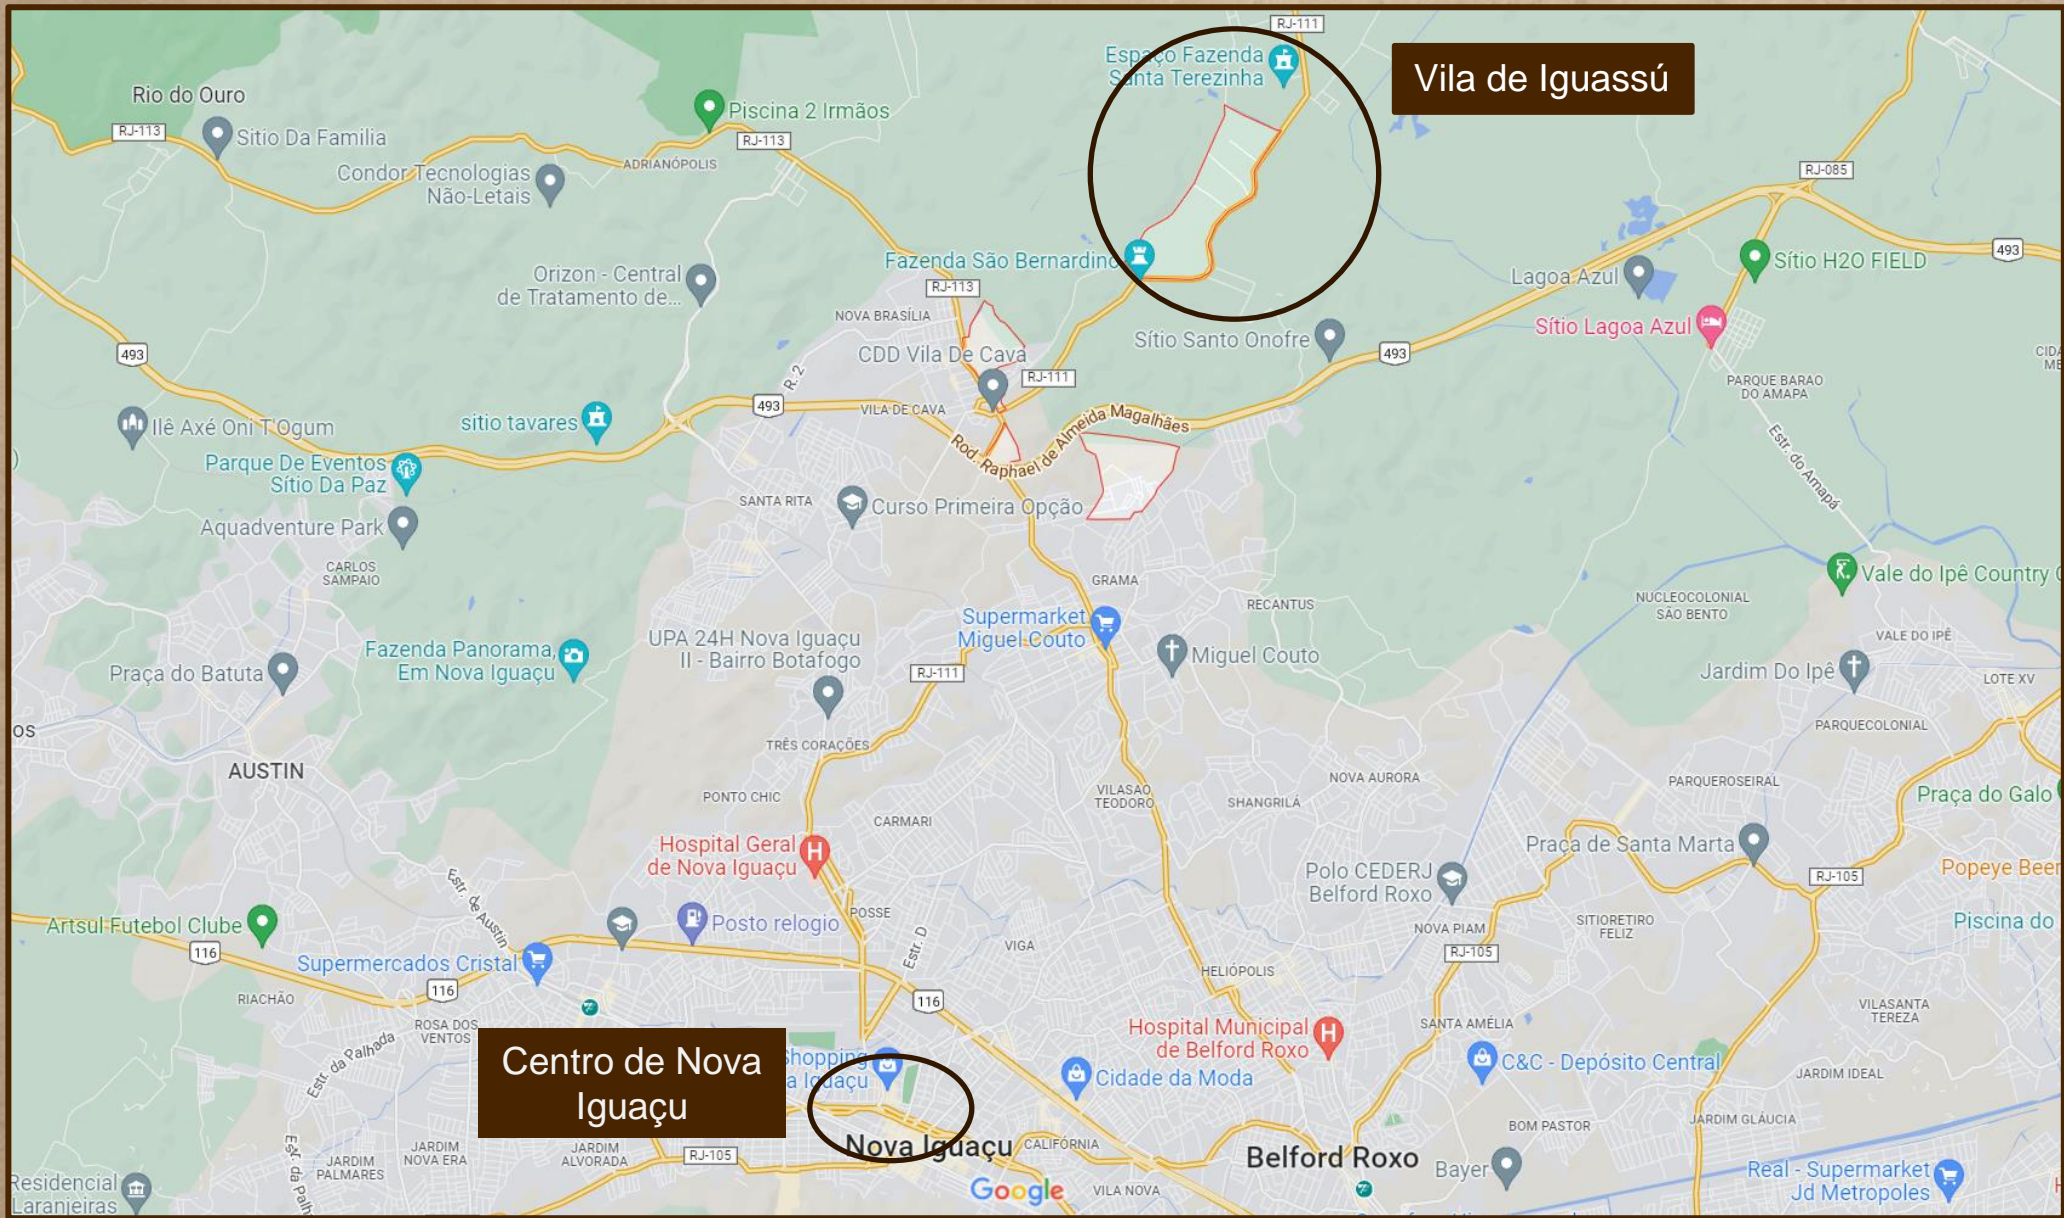 RJ-111
Espaço Fazenda
Santa Terezinha
Vila de Iguassú
Rio do Ouro
RJ-113
Sitio Da Familia
Piscina 2 Irmãos
RJ-113
ADRIANÓPOLIS
Condor Tecnologias
Não-Letais
RJ-085
493
Fazenda São Bernardino
Sítio H2O FIELD
Lagoa Azul
Orizon - Central
de Tratamento de...
RJ-113
NOVA BRASÍLIA
Sítio Lagoa Azul
Sítio Santo Onofre
493
493
CDD Vila De Cava
RJ-111
R. 2
CIDA
ME
PARQUE BARAO
DO AMAPA
493
VILA DE CAVA
Rod. Raphael de Almeida Magalhães
Ilê Axé Oni T'Ogum
sitio tavares
Parque De Eventos
Sítio Da Paz
Estr. do Amapá
SANTA RITA
Curso Primeira Opção
Aquadventure Park
CARLOS
SAMPAIO
GRAMA
Vale do Ipê Country C
NUCLEOCOLONIAL
SÃO BENTO
RECANTUS
Supermarket
Miguel Couto
VALE DO IPÊ
UPA 24H Nova Iguaçu
II - Bairro Botafogo
Fazenda Panorama,
Em Nova Iguaçu
Miguel Couto
Praça do Batuta
RJ-111
Jardim Do Ipê
LOTE XV
os
PARQUECOLONIAL
TRÊS CORAÇÕES
AUSTIN
NOVA AURORA
PARQUEROSEIRAL
PONTO CHIC
VILASAO
TEODORO
SHANGRILÁ
Praça do Galo
CARMARI
Hospital Geral
de Nova Iguaçu
Praça de Santa Marta
Polo CEDERJ
Belford Roxo
Popeye Beer
RJ-105
Estr. de Austin
Artsul Futebol Clube
116
Posto relogio
POSSE
Estr. D
VIGÁ
NOVA PIAM
SITIORETIRO
FELIZ
Piscina do
RJ-105
Supermercados Cristal
116
HELIÓPOLIS
RIACHÃO
116
VILASANTA
TEREZA
ROSA DOS
VENTOS
Estr. da Palhada
Hospital Municipal
de Belford Roxo
SANTA AMÉLIA
Centro de Nova
Iguaçu
Shopping
a Iguaçu
Cidade da Moda
C&C - Depósito Central
JARDIM IDEAL
JARDIM GLÁUCIA
BOM PASTOR
Estr. da Palh
JARDIM
PALMARES
JARDIM
NOVA ERA
JARDIM
ALVORADA
RJ-105
Nova Iguaçu
CALIFÓRNIA
Belford Roxo
Bayer
Real - Supermarket
Jd Metropoles
Residencial
Laranjeiras
Google
VILA NOVA